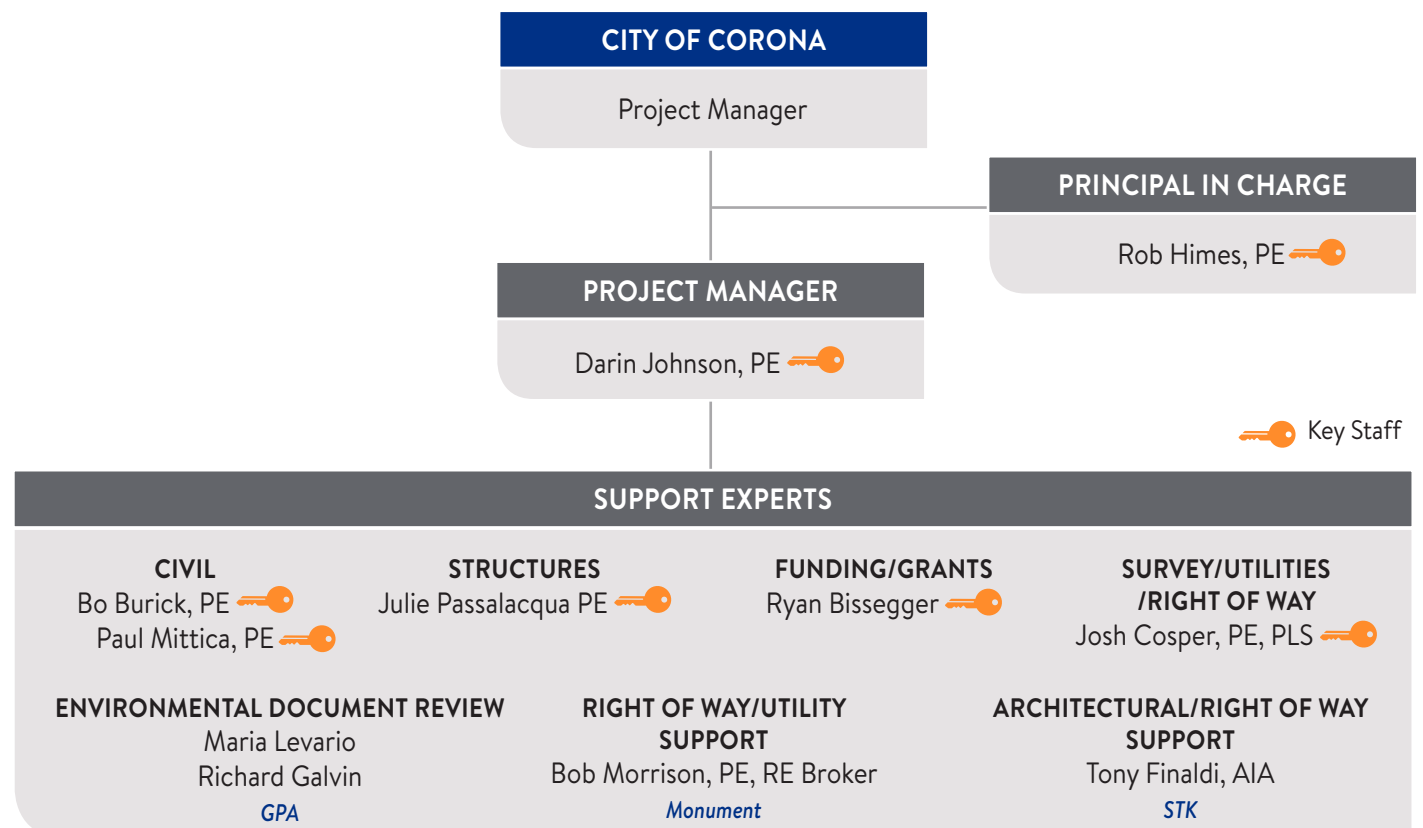 CITY OF CORONA
Project Manager
PRINCIPAL IN CHARGE
Rob Himes, PE
PROJECT MANAGER
Darin Johnson, PE
Key Staff
SUPPORT EXPERTS
CIVIL
Bo Burick, PE
Paul Mittica, PE
STRUCTURES
Julie Passalacqua PE
FUNDING/GRANTS
Ryan Bissegger
SURVEY/UTILITIES
/RIGHT OF WAY
Josh Cosper, PE, PLS
ENVIRONMENTAL DOCUMENT REVIEW
Maria Levario
Richard Galvin
GPA
RIGHT OF WAY/UTILITY
SUPPORT
Bob Morrison, PE, RE Broker
Monument
ARCHITECTURAL/RIGHT OF WAY
SUPPORT
Tony Finaldi, AIA
STK